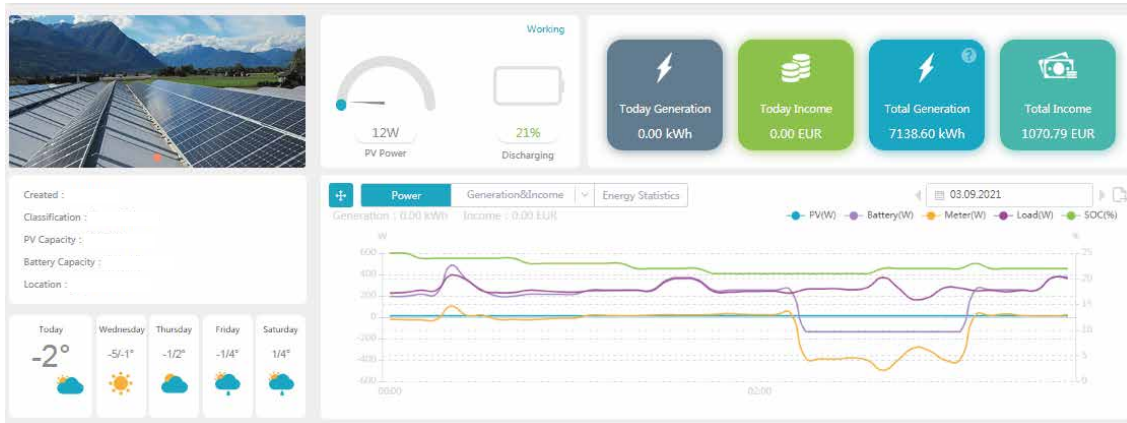 Working
12W
PV Power
21%
Discharging
Today Generation
0.00 kWh
Today Income
0.00 EUR
Total Generation
7138.60 kWh
Total Income
1070.79 EUR
Created :
Classification :
PV Capacity :
Battery Capacity :
Location :
Power
Generation&Income
Energy Statistics
03.09.2021
Generation : 0.00 kWh Income : 0.00 EUR
PV(W) Battery(W) Meter(W) Load(W) SOC(%)
W
%
600
400
200
0
-200
-400
-600
25
20
15
10
5
0
00:00
02:00
Today
-2°
Wednesday
-5/-1°
Thursday
-1/2°
Friday
-1/4°
Saturday
1/4°